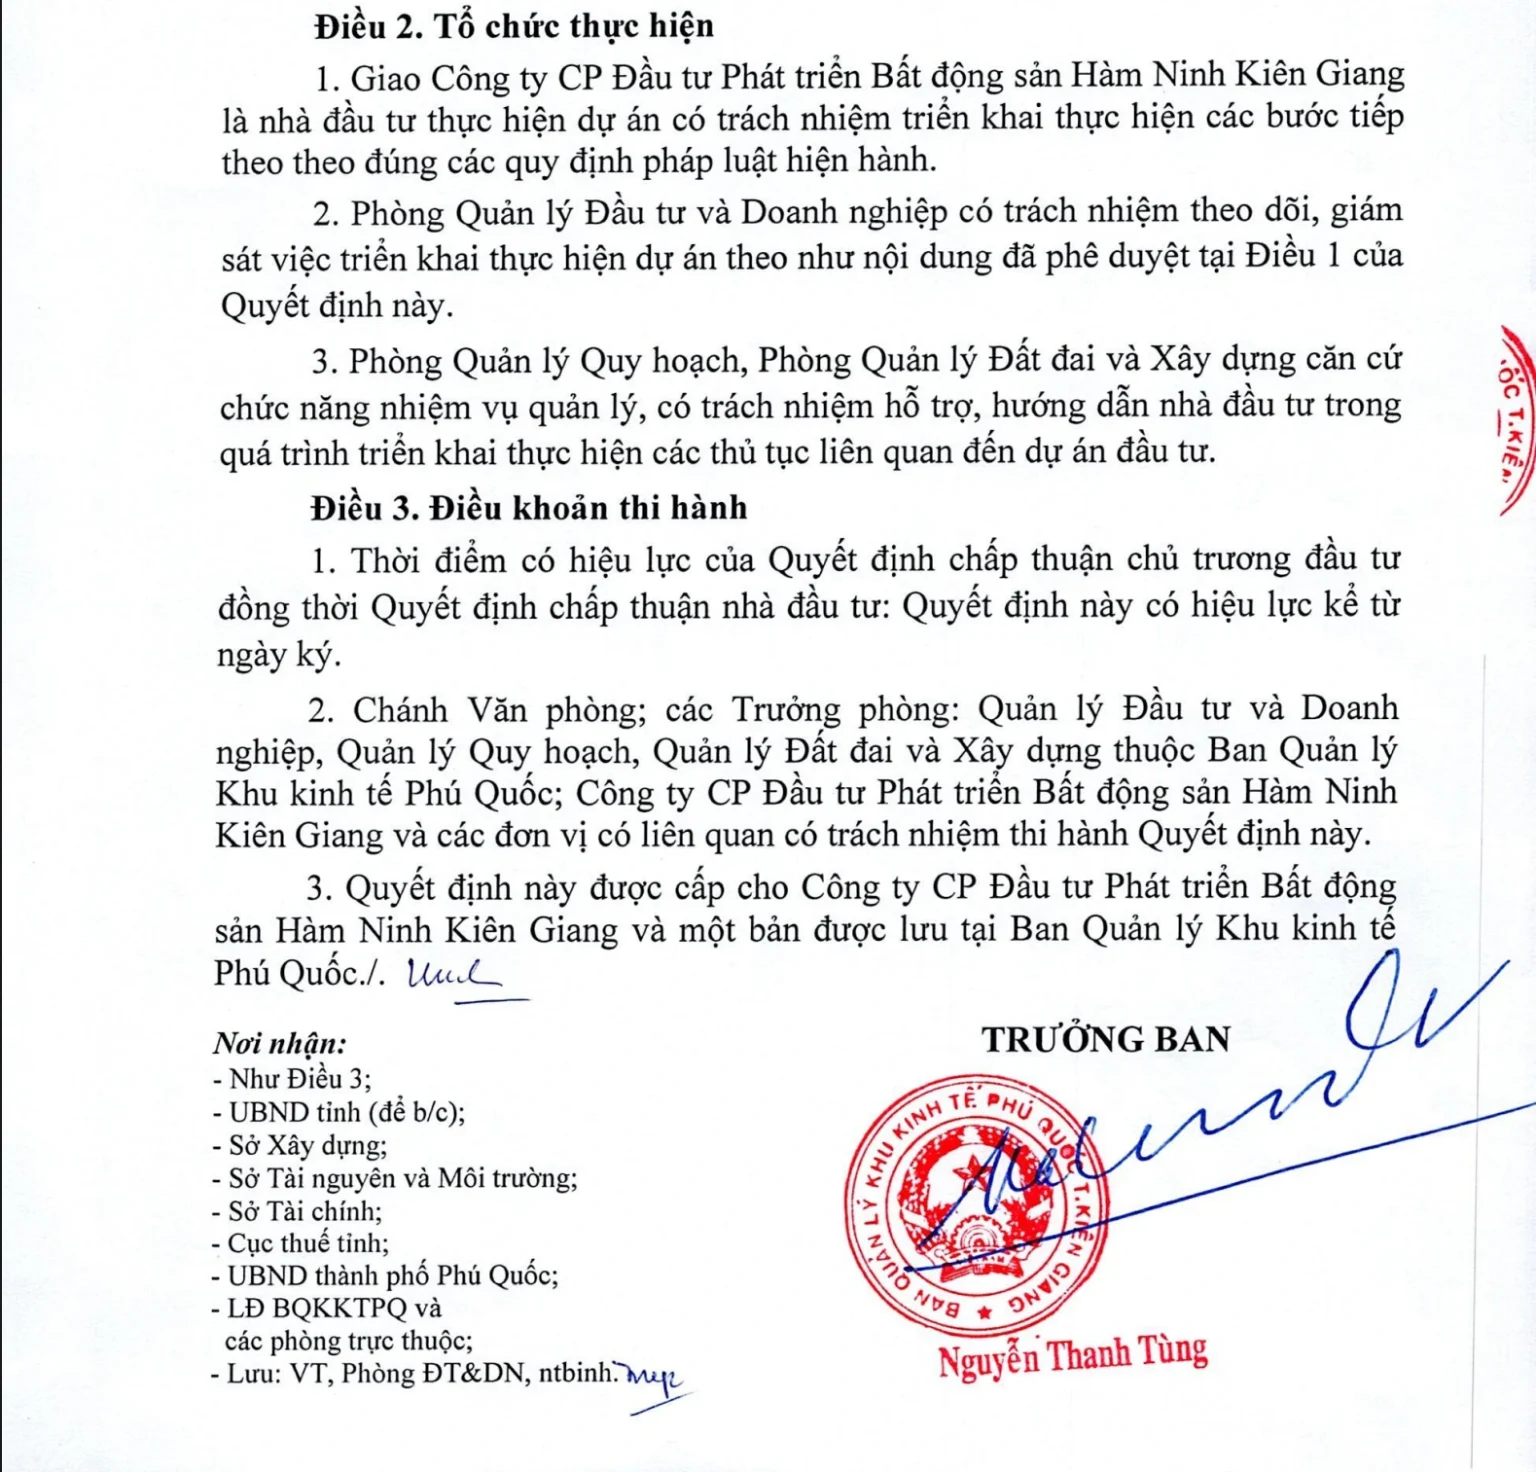 Điều 2. Tổ chức thực hiện
1. Giao Công ty CP Đầu tư Phát triển Bất động sản Hàm Ninh Kiên Giang
là nhà đầu tư thực hiện dự án có trách nhiệm triển khai thực hiện các bước tiếp
theo theo đúng các quy định pháp luật hiện hành.
2. Phòng Quản lý Đầu tư và Doanh nghiệp có trách nhiệm theo dõi, giám
sát việc triển khai thực hiện dự án theo như nội dung đã phê duyệt tại Điều 1 của
Quyết định này.
3. Phòng Quản lý Quy hoạch, Phòng Quản lý Đất đai và Xây dựng căn cứ
chức năng nhiệm vụ quản lý, có trách nhiệm hỗ trợ, hướng dẫn nhà đầu tư trong
quá trình triển khai thực hiện các thủ tục liên quan đến dự án đầu tư.
ỐC T.KIÊN
Điều 3. Điều khoản thi hành
1. Thời điểm có hiệu lực của Quyết định chấp thuận chủ trương đầu tư
đồng thời Quyết định chấp thuận nhà đầu tư: Quyết định này có hiệu lực kể từ
ngày ký.
2. Chánh Văn phòng; các Trưởng phòng: Quản lý Đầu tư và Doanh
nghiệp, Quản lý Quy hoạch, Quản lý Đất đai và Xây dựng thuộc Ban Quản lý
Khu kinh tế Phú Quốc; Công ty CP Đầu tư Phát triển Bất động sản Hàm Ninh
Kiên Giang và các đơn vị có liên quan có trách nhiệm thi hành Quyết định này.
3. Quyết định này được cấp cho Công ty CP Đầu tư Phát triển Bất động
sản Hàm Ninh Kiên Giang và một bản được lưu tại Ban Quản lý Khu kinh tế
Phú Quốc./.
Nơi nhận:
- Như Điều 3;
- UBND tỉnh (để b/c);
- Sở Xây dựng;
- Sở Tài nguyên và Môi trường;
- Sở Tài chính;
- Cục thuế tỉnh;
- UBND thành phố Phú Quốc;
- LĐ BQKKTPQ và
các phòng trực thuộc;
- Lưu: VT, Phòng ĐT&DN, ntbinh.
TRƯỞNG BAN
BAN QUẢN LÝ KHU KINH TẾ PHÚ QUỐC T.KIÊN GIANG
Nguyễn Thanh Tùng